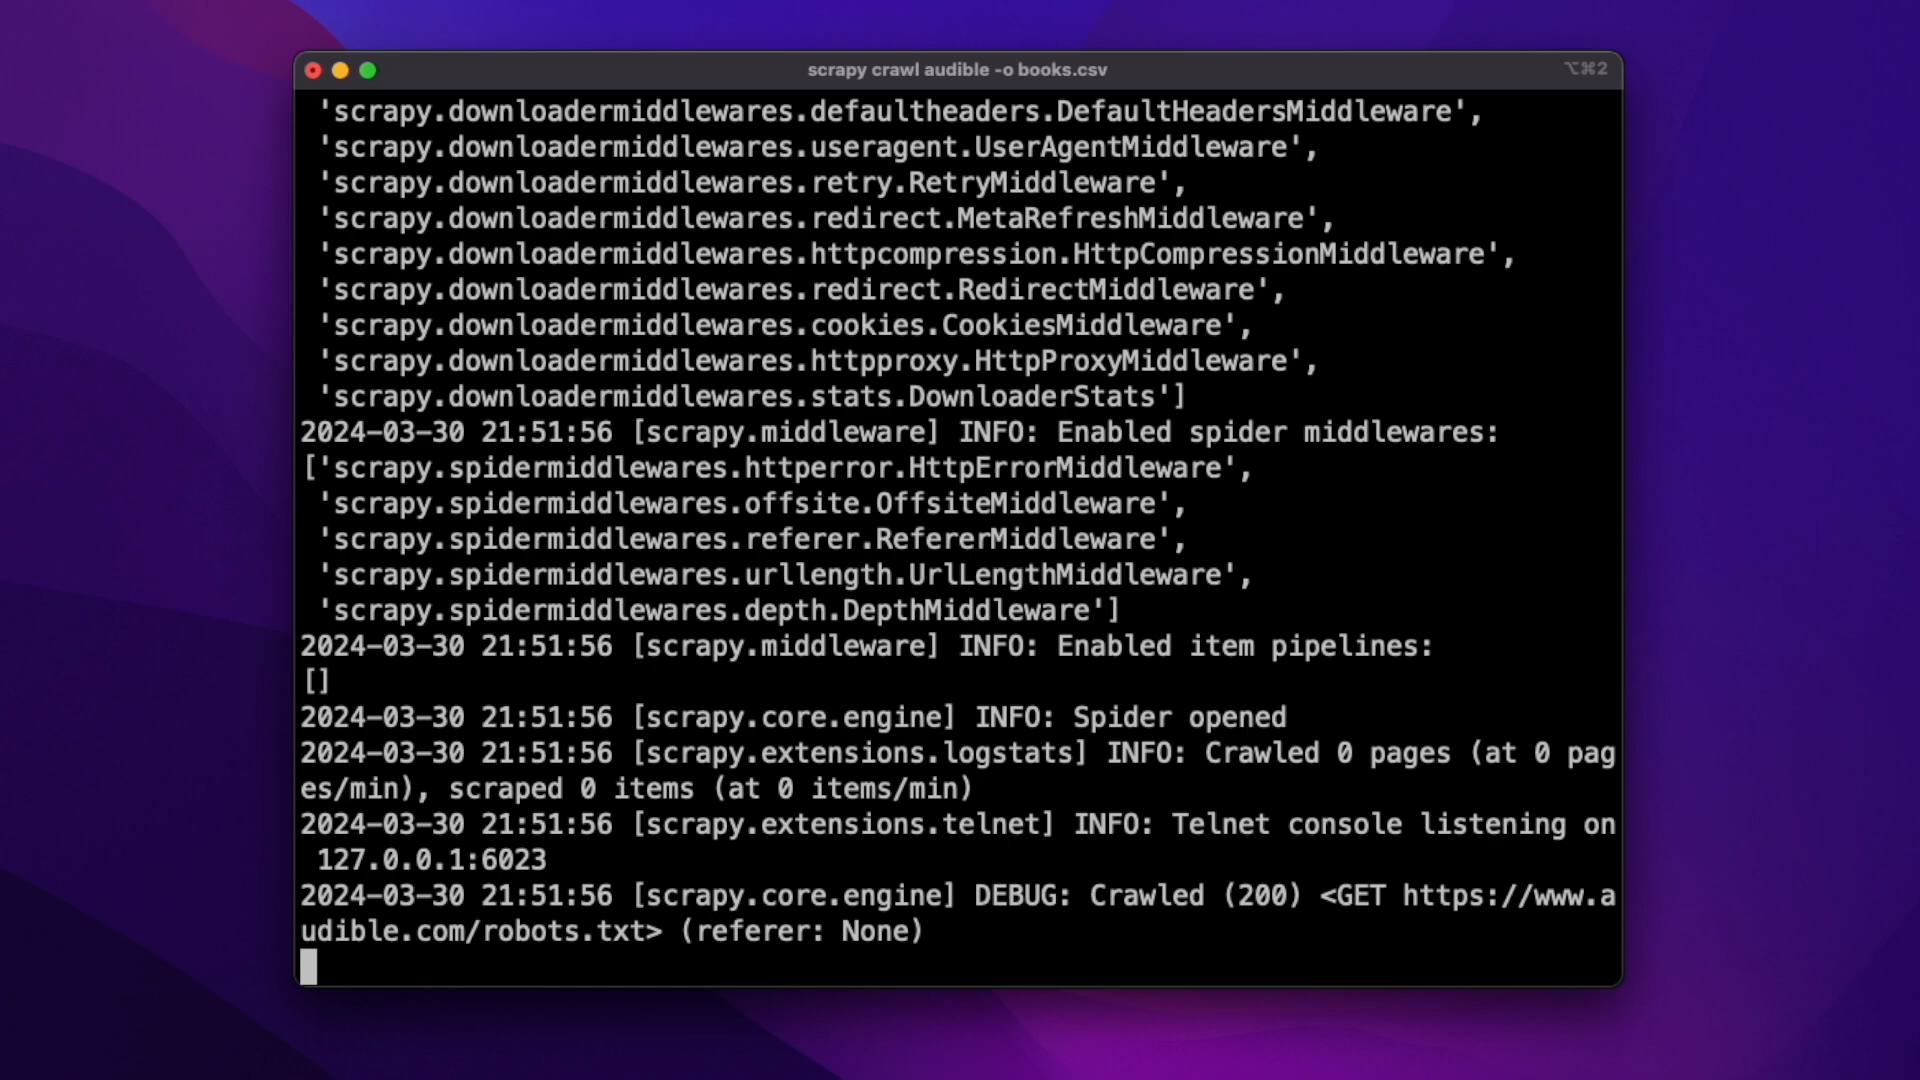 scrapy crawl audible -o books.csv
⌥⌘2
'scrapy.downloadermiddlewares.defaultheaders.DefaultHeadersMiddleware',
'scrapy.downloadermiddlewares.useragent.UserAgentMiddleware',
'scrapy.downloadermiddlewares.retry.RetryMiddleware',
'scrapy.downloadermiddlewares.redirect.MetaRefreshMiddleware',
'scrapy.downloadermiddlewares.httpcompression.HttpCompressionMiddleware',
'scrapy.downloadermiddlewares.redirect.RedirectMiddleware',
'scrapy.downloadermiddlewares.cookies.CookiesMiddleware',
'scrapy.downloadermiddlewares.httpproxy.HttpProxyMiddleware',
'scrapy.downloadermiddlewares.stats.DownloaderStats']
2024-03-30 21:51:56 [scrapy.middleware] INFO: Enabled spider middlewares:
['scrapy.spidermiddlewares.httperror.HttpErrorMiddleware',
'scrapy.spidermiddlewares.offsite.OffsiteMiddleware',
'scrapy.spidermiddlewares.referer.RefererMiddleware',
'scrapy.spidermiddlewares.urllength.UrlLengthMiddleware',
'scrapy.spidermiddlewares.depth.DepthMiddleware']
2024-03-30 21:51:56 [scrapy.middleware] INFO: Enabled item pipelines:
[]
2024-03-30 21:51:56 [scrapy.core.engine] INFO: Spider opened
2024-03-30 21:51:56 [scrapy.extensions.logstats] INFO: Crawled 0 pages (at 0 pag
es/min), scraped 0 items (at 0 items/min)
2024-03-30 21:51:56 [scrapy.extensions.telnet] INFO: Telnet console listening on
127.0.0.1:6023
2024-03-30 21:51:56 [scrapy.core.engine] DEBUG: Crawled (200) <GET https://www.a
udible.com/robots.txt> (referer: None)